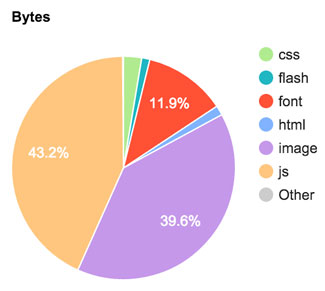 Bytes
css
flash
font
html
image
js
Other
11.9%
43.2%
39.6%